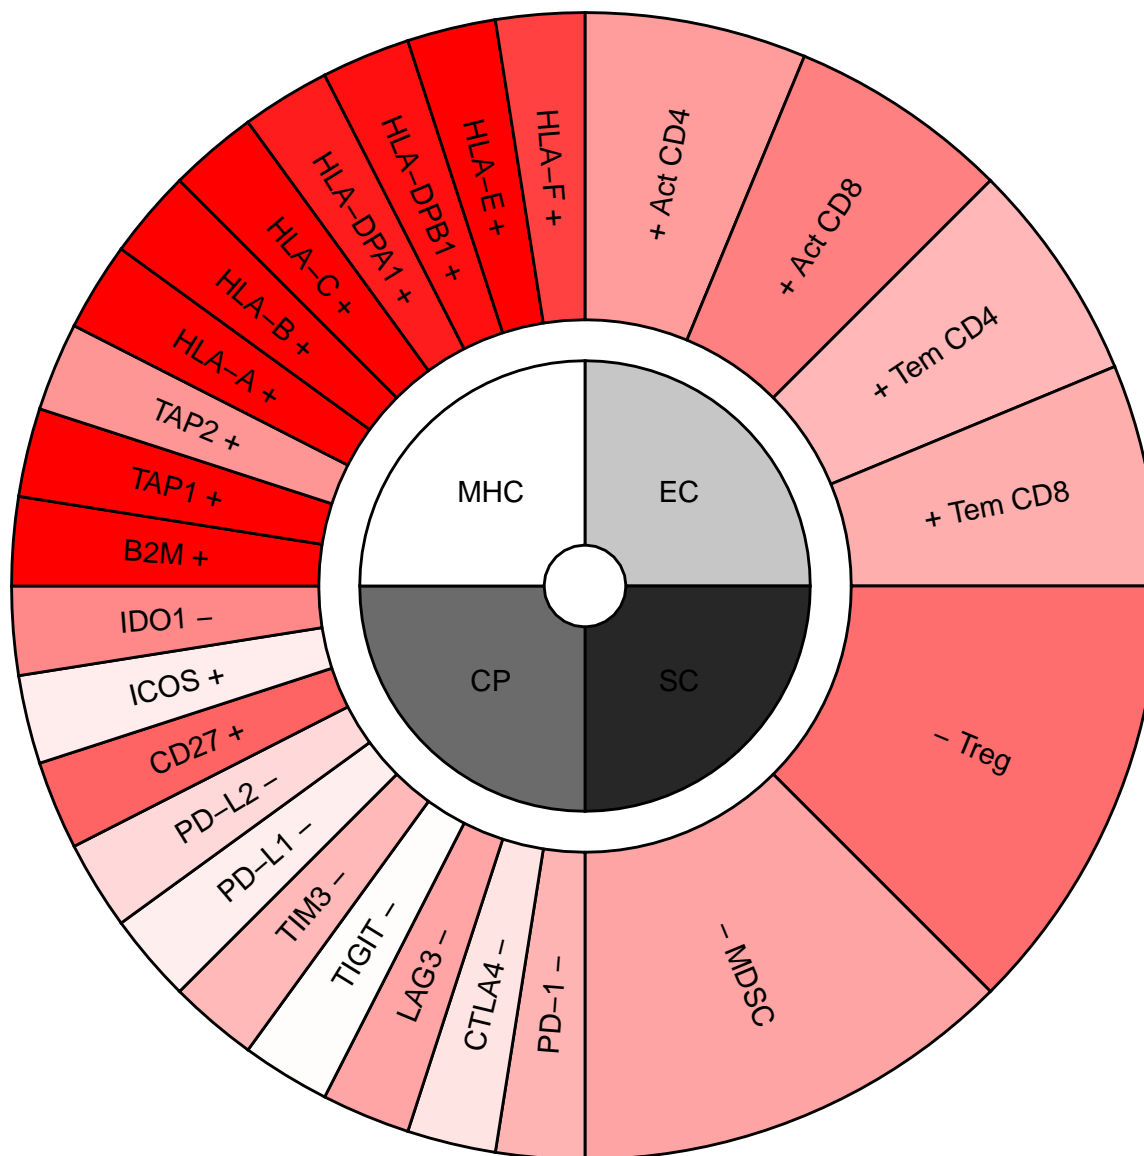 HLA–F +
HLA–E +
HLA–DPB1 +
HLA–DPA1 +
HLA–C +
HLA–B +
HLA–A +
TAP2 +
TAP1 +
B2M +
+ Act CD4
+ Act CD8
+ Tem CD4
+ Tem CD8
MHC
EC
CP
SC
IDO1 –
ICOS +
CD27 +
PD–L2 –
PD–L1 –
TIM3 –
TIGIT –
LAG3 –
CTLA4 –
PD–1 –
– MDSC
– Treg